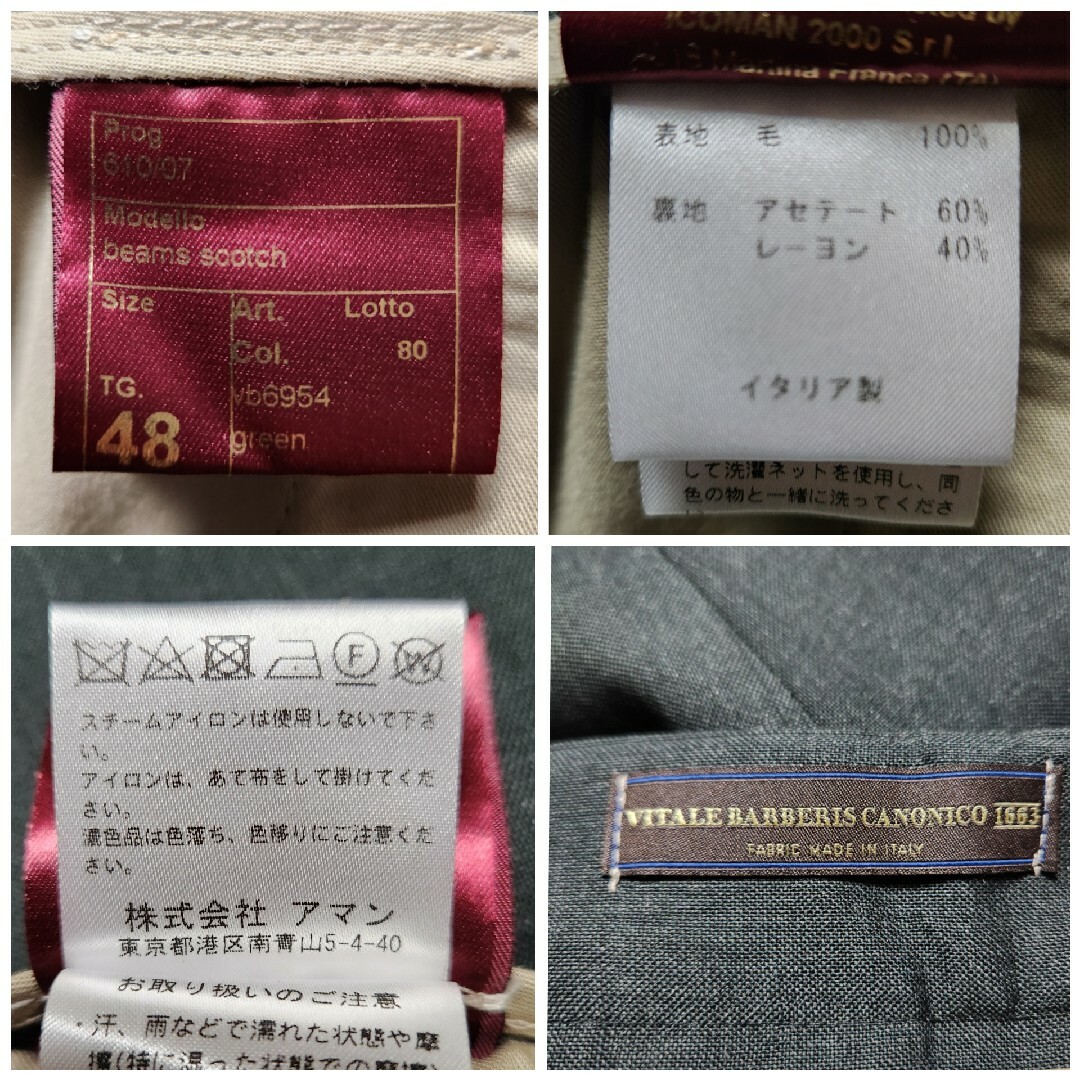 Prog
610/97
Modello
beams scotch
Size Art. Lotto
Col. 80
TG. vb6954
48 green
ICOMAN 2000 S.r.l.
Martina Franca (TA)
表地 毛 100%
裏地 アセテート 60%
レーヨン 40%
イタリア製
して洗濯ネットを使用し、同
色の物と一緒に洗ってくださ
F W
スチームアイロンは使用しないで下さ
い。
アイロンは、あて布をして掛けてくだ
さい。
濃色品は色落ち、色移りにご注意くだ
さい。
株式会社 アマン
東京都港区南青山5-4-40
お取り扱いのご注意
・汗、雨などで濡れた状態や摩
擦(特に湿った状態での摩擦)
VITALE BARBERIS CANONICO 1663
FABRIC MADE IN ITALY